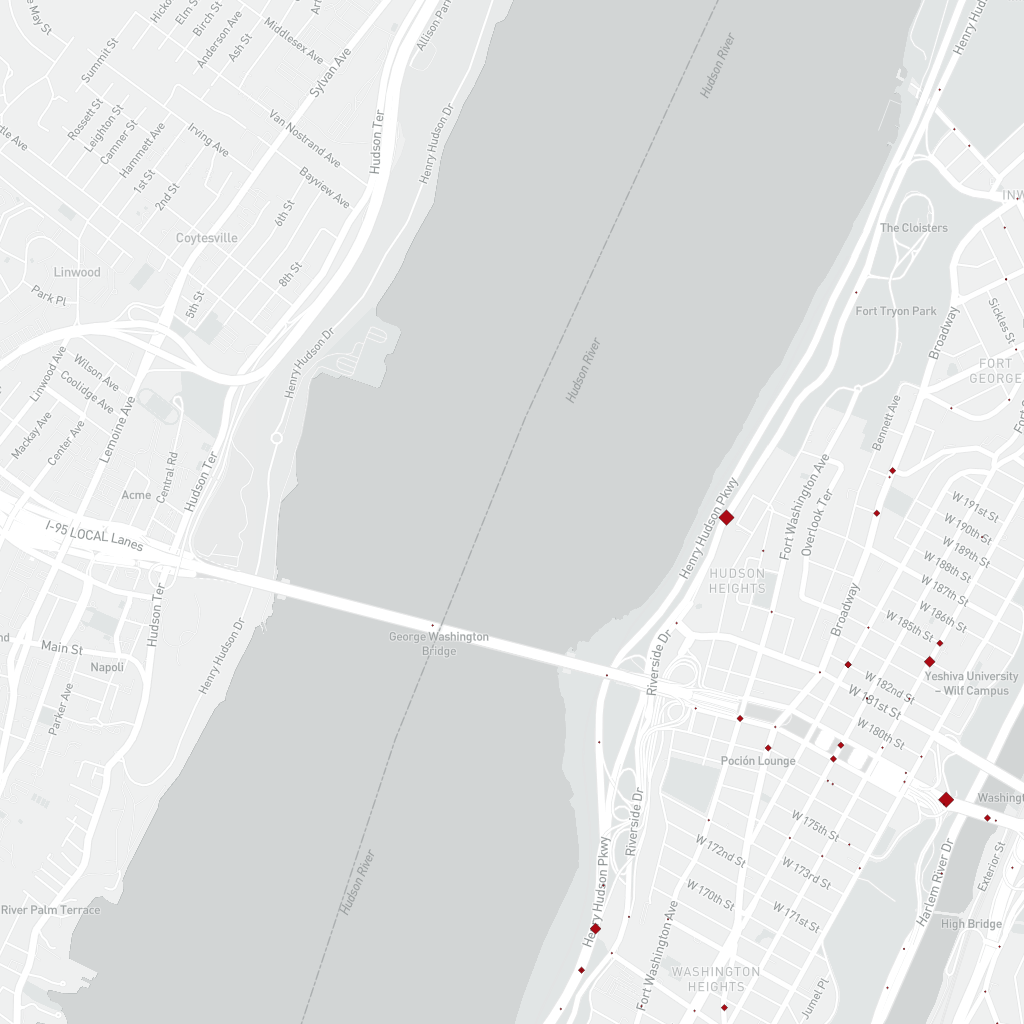 May St
Elm St
Birch St
Anderson Ave
Ash St
Middlesex Ave
Sylvan Ave
Allison Park
Henry Hudson
Hudson River
Summit St
Hudson Ter
Henry Hudson Dr
Van Nostrand Ave
Rossett St
Leighton St
Camner St
Hammett Ave
Irving Ave
1st St
2nd St
Bayview Ave
6th St
Coytesville
The Cloisters
Linwood
8th St
Park Pl
5th St
Fort Tryon Park
Broadway
Sickles St
Henry Hudson Dr
Hudson River
Linwood Ave
Wilson Ave
Coolidge Ave
FORT
GEORGE
Mackay Ave
Center Ave
Lemoine Ave
Bennett Ave
Central Rd
Hudson Ter
Acme
Henry Hudson Pkwy
Fort Washington Ave
Overlook Ter
W 191st St
W 190th St
W 189th St
W 188th St
W 187th St
W 186th St
W 185th St
I-95 LOCAL Lanes
HUDSON
HEIGHTS
Broadway
Hudson Ter
Henry Hudson Dr
George Washington
Bridge
Main St
Napoli
Riverside Dr
Yeshiva University
– Wilf Campus
W 182nd St
W 181st St
W 180th St
Parker Ave
Poción Lounge
Washingt
Riverside Dr
W 175th St
W 172nd St
W 173rd St
Henry Hudson Pkwy
Harlem River Dr
Exterior St
Hudson River
W 170th St
W 171st St
River Palm Terrace
High Bridge
Fort Washington Ave
WASHINGTON
HEIGHTS
Jumel Pl